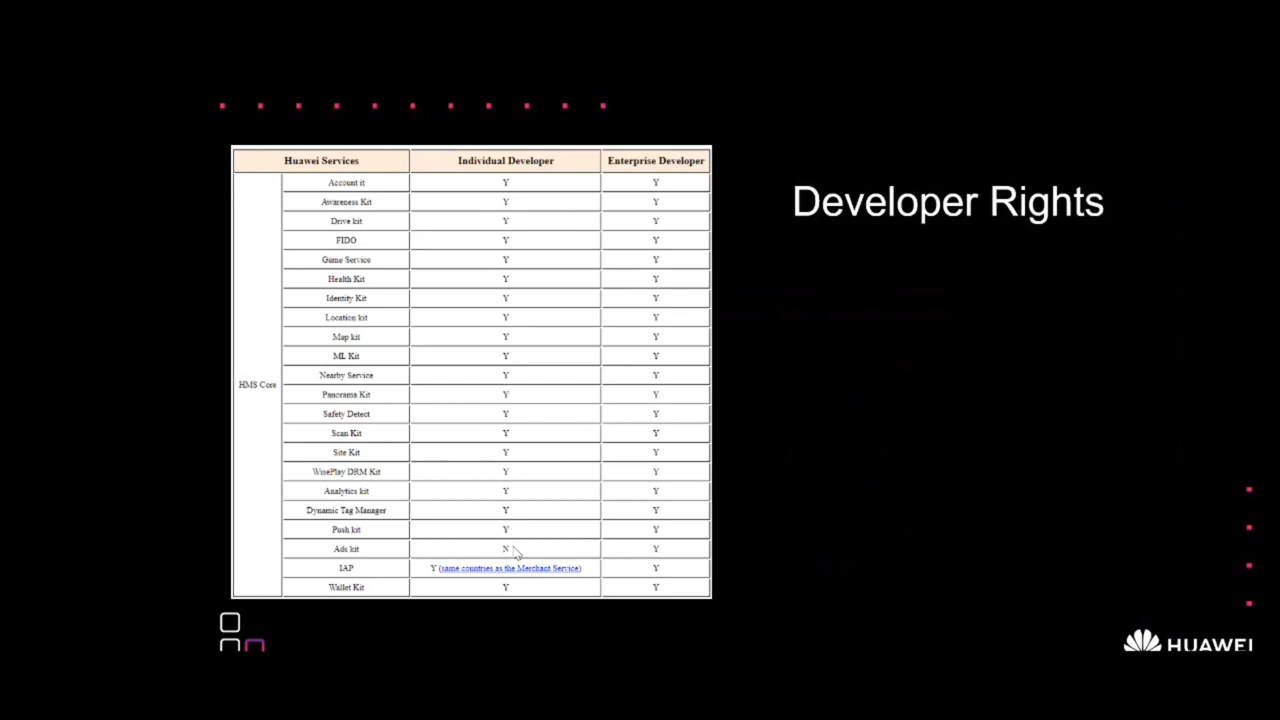 Developer Rights
Huawei Services Individual Developer Enterprise Developer
HMS Core
Account it Y Y
Awareness Kit Y Y
Drive kit Y Y
FIDO Y Y
Game Service Y Y
Health Kit Y Y
Identity Kit Y Y
Location kit Y Y
Map kit Y Y
ML Kit Y Y
Nearby Service Y Y
Panorama Kit Y Y
Safety Detect Y Y
Scan Kit Y Y
Site Kit Y Y
WisePlay DRM Kit Y Y
Analytics kit Y Y
Dynamic Tag Manager Y Y
Push kit Y Y
Ads kit N Y
IAP Y (same countries as the Merchant Service) Y
Wallet Kit Y Y
HUAWEI